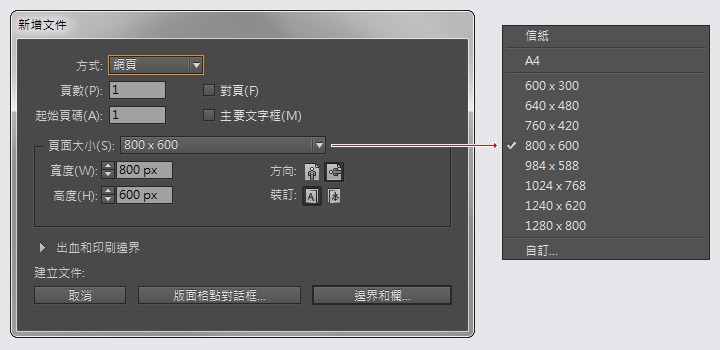 新增文件
方式: 網頁
頁數(P): 1 對頁(F)
起始頁碼(A): 1 主要文字框(M)
頁面大小(S): 800 x 600
寬度(W): 800 px 方向:
高度(H): 600 px 裝訂:
出血和印刷邊界
建立文件:
取消 版面格點對話框... 邊界和欄...
信紙
A4
600 x 300
640 x 480
760 x 420
800 x 600
984 x 588
1024 x 768
1240 x 620
1280 x 800
自訂...